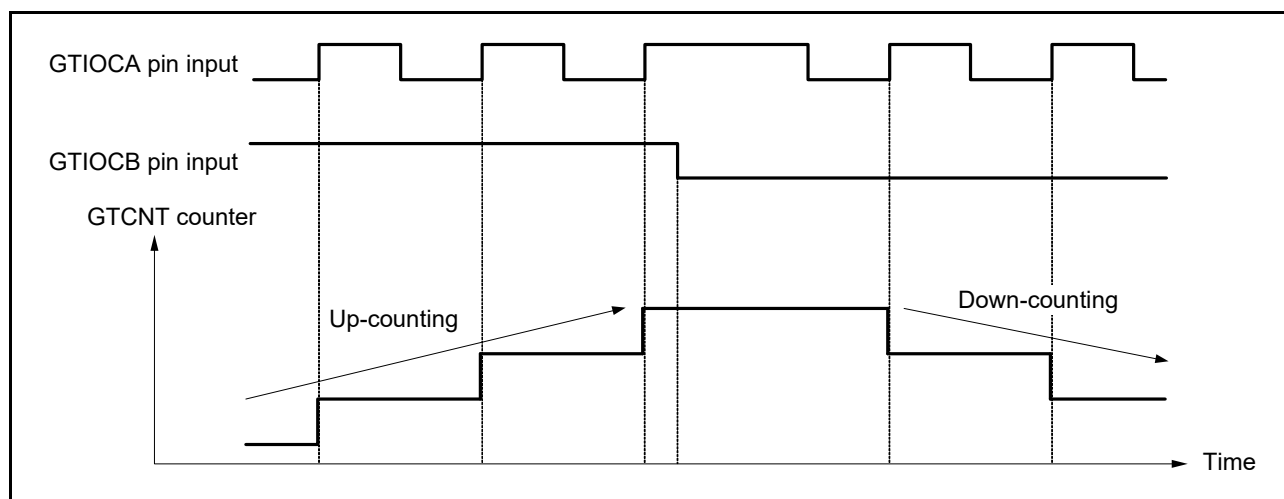 GTIOCA pin input
GTIOCB pin input
GTCNT counter
Up-counting
Down-counting
Time